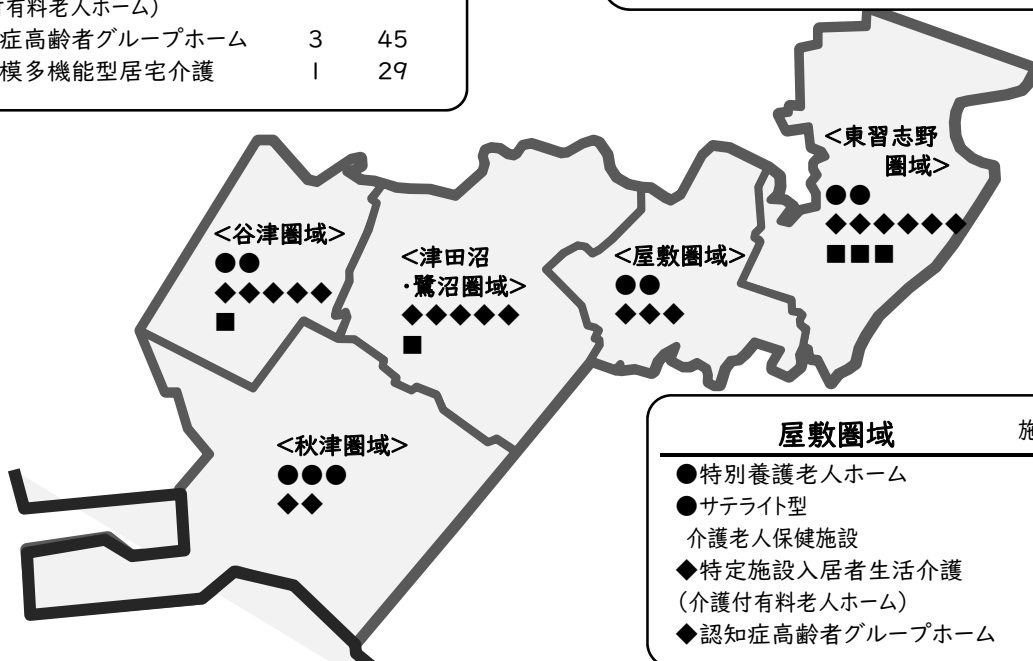 付有料老人ホーム)
症高齢者グループホーム 3 45
模多機能型居宅介護 1 29
<東習志野
圏域>
●●
◆◆◆◆◆◆
■■■
<谷津圏域>
●●
◆◆◆◆◆
■
<津田沼
・鷺沼圏域>
◆◆◆◆◆
■
<屋敷圏域>
●●
◆◆◆
<秋津圏域>
●●●
◆◆
屋敷圏域 施
●特別養護老人ホーム
●サテライト型
介護老人保健施設
◆特定施設入居者生活介護
(介護付有料老人ホーム)
◆認知症高齢者グループホーム